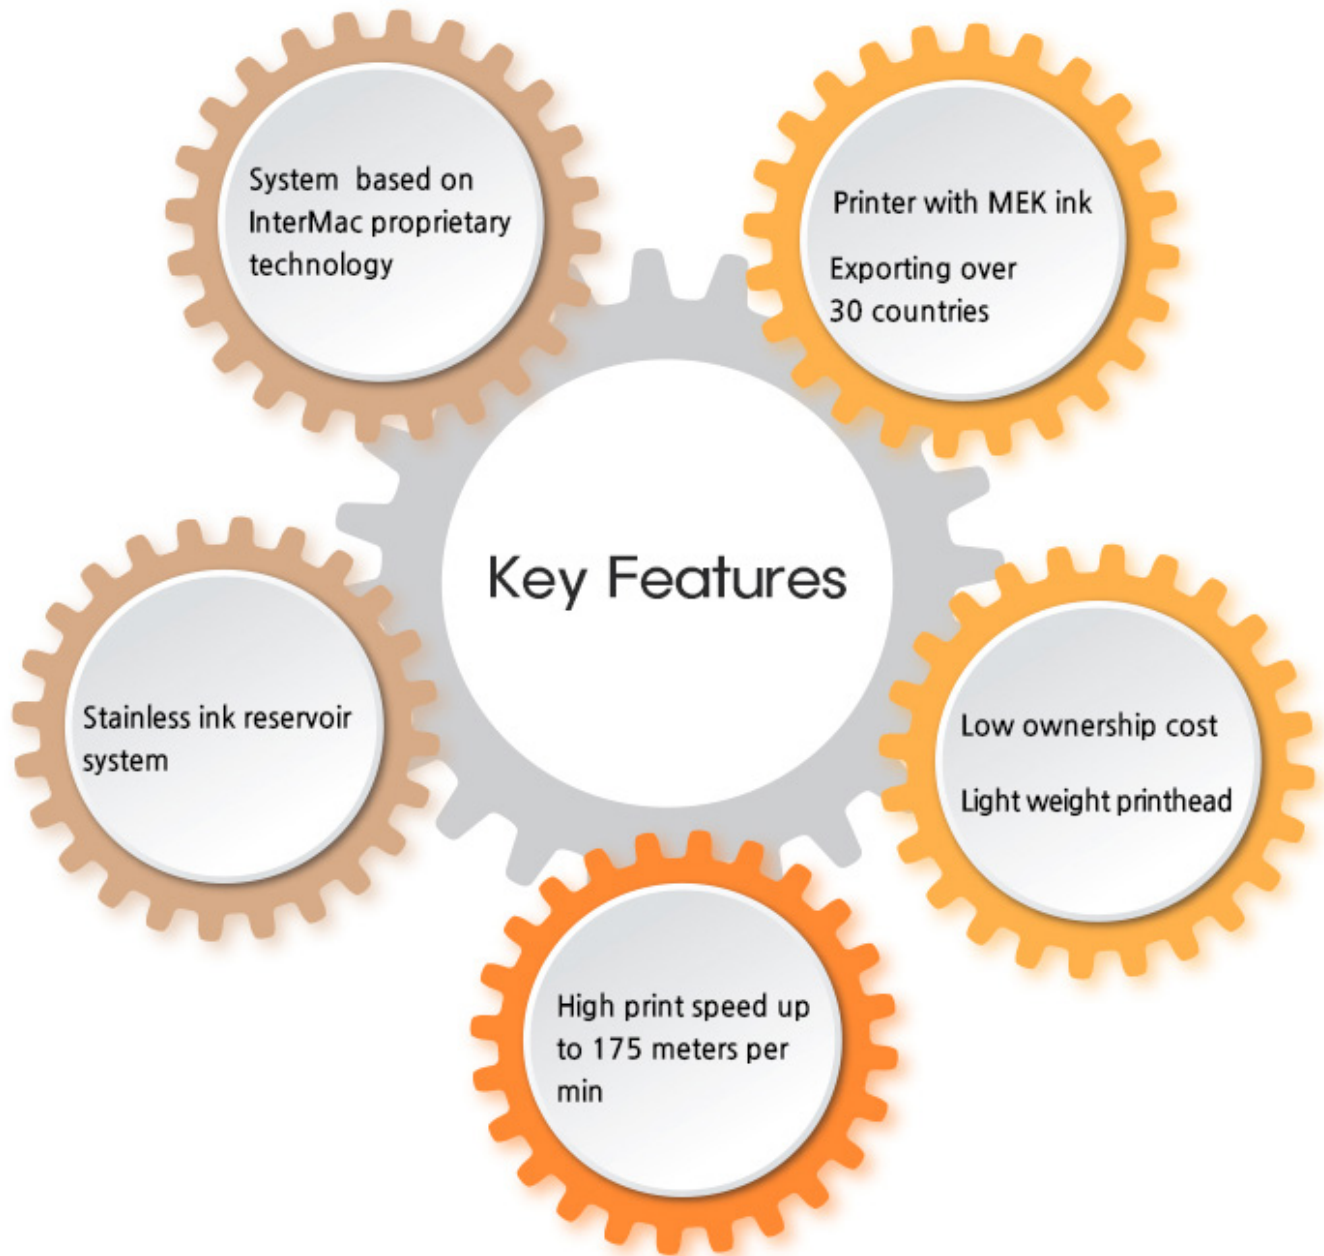 System based on
InterMac proprietary
technology
Printer with MEK ink
Exporting over
30 countries
Key Features
Stainless ink reservoir
system
Low ownership cost
Light weight printhead
High print speed up
to 175 meters per
min